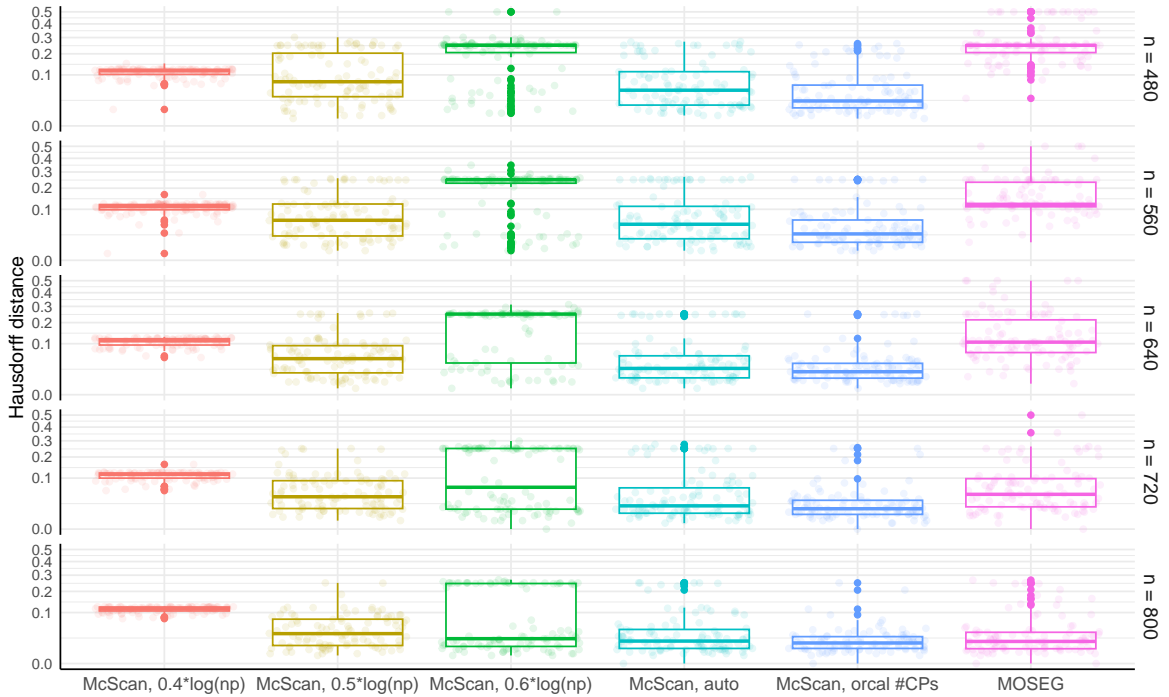 Hausdorff distance
0.5
0.4
0.3
0.2
0.1
0.0
n = 480
0.5
0.4
0.3
0.2
0.1
0.0
n = 560
0.5
0.3
0.2
0.1
0.0
n = 640
0.5
0.4
0.3
0.2
0.1
0.0
n = 720
0.5
0.4
0.3
0.2
0.1
0.0
n = 800
McScan, 0.4*log(np)
McScan, 0.5*log(np)
McScan, 0.6*log(np)
McScan, auto
McScan, orcal #CPs
MOSEG